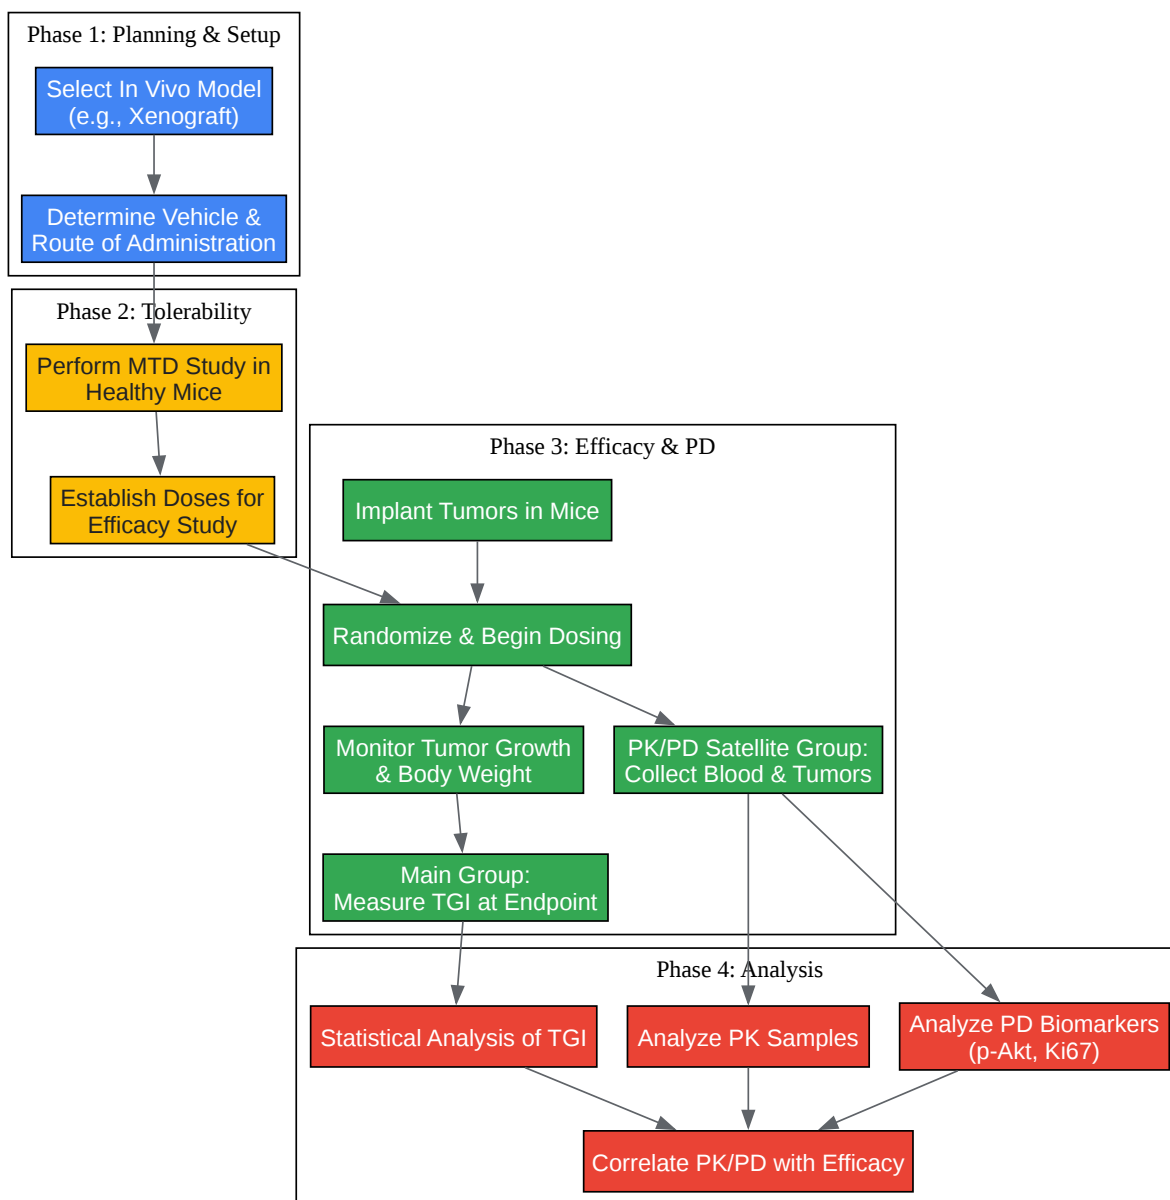 Phase 1: Planning & Setup
Select In Vivo Model
(e.g., Xenograft)
Determine Vehicle &
Route of Administration
Phase 2: Tolerability
Perform MTD Study in
Healthy Mice
Establish Doses for
Efficacy Study
Phase 3: Efficacy & PD
Implant Tumors in Mice
Randomize & Begin Dosing
Monitor Tumor Growth
& Body Weight
PK/PD Satellite Group:
Collect Blood & Tumors
Main Group:
Measure TGI at Endpoint
Phase 4: Analysis
Statistical Analysis of TGI
Analyze PK Samples
Analyze PD Biomarkers
(p-Akt, Ki67)
Correlate PK/PD with Efficacy